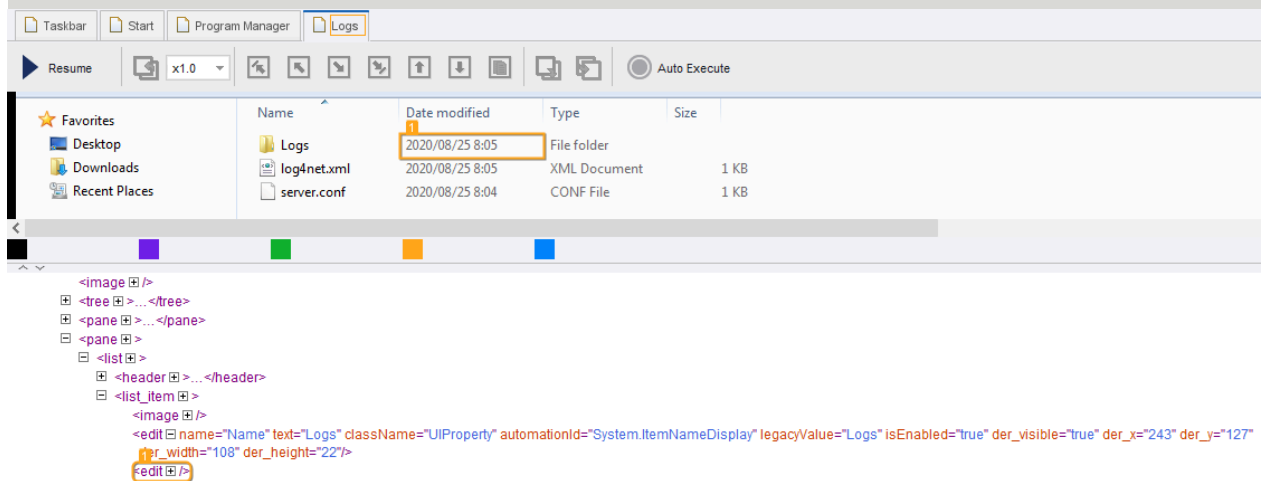 Taskbar Start Program Manager Logs
Resume x1.0 Auto Execute
Favorites
Desktop
Downloads
Recent Places
Name Date modified Type Size
1
Logs 2020/08/25 8:05 File folder
log4net.xml 2020/08/25 8:05 XML Document 1 KB
server.conf 2020/08/25 8:04 CONF File 1 KB
<image />
<tree >...</tree>
<pane >...</pane>
<pane >
<list >
<header >...</header>
<list_item >
<image />
<edit name="Name" text="Logs" className="UIProperty" automationId="System.ItemNameDisplay" legacyValue="Logs" isEnabled="true" der_visible="true" der_x="243" der_y="127"
der_width="108" der_height="22"/>
1
<edit />